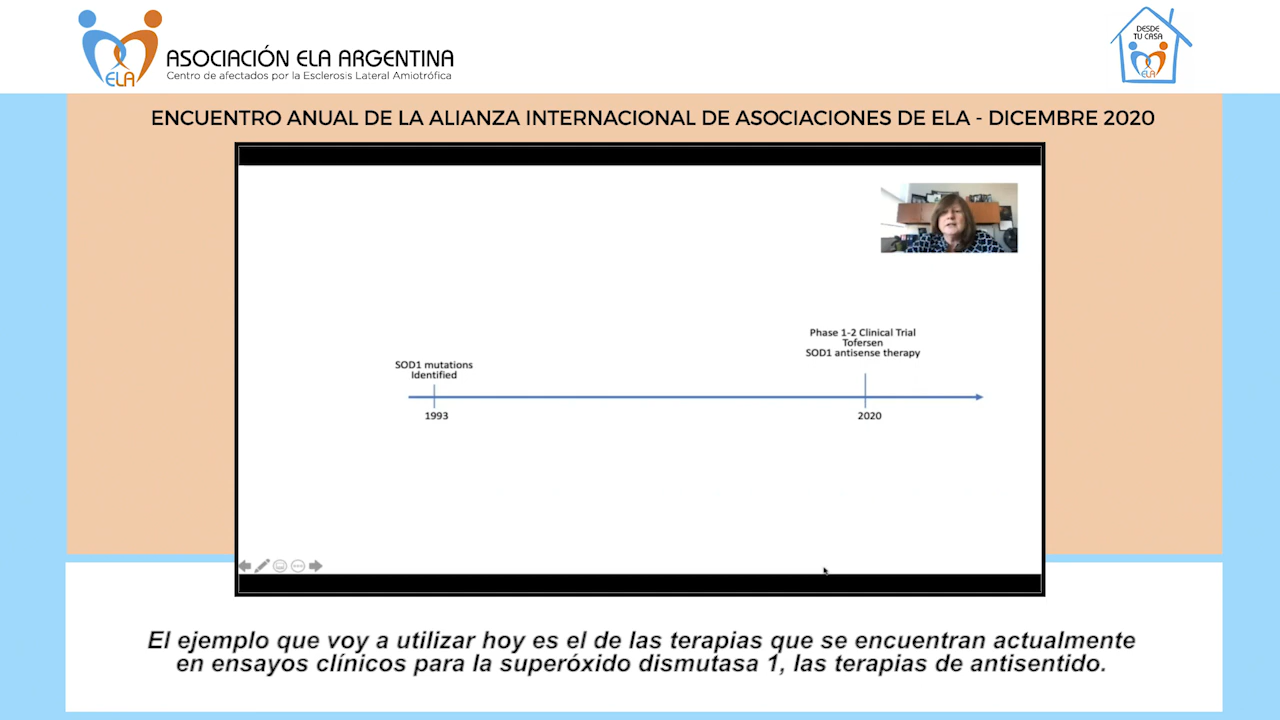 ASOCIACIÓN ELA ARGENTINA
Centro de afectados por la Esclerosis Lateral Amiotrófica
ELA
DESDE
TU CASA
ELA
ENCUENTRO ANUAL DE LA ALIANZA INTERNACIONAL DE ASOCIACIONES DE ELA - DICEMBRE 2020
Phase 1-2 Clinical Trial
Tofersen
SOD1 antisense therapy
SOD1 mutations
Identified
1993
2020
El ejemplo que voy a utilizar hoy es el de las terapias que se encuentran actualmente
en ensayos clínicos para la superóxido dismutasa 1, las terapias de antisentido.